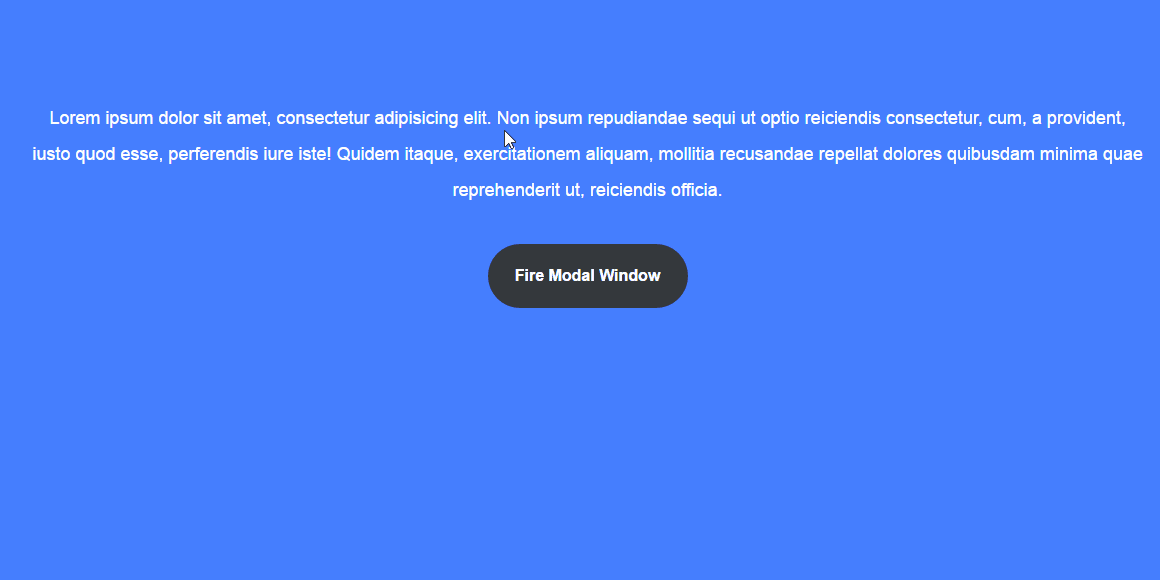 Lorem ipsum dolor sit amet, consectetur adipisicing elit. Non ipsum repudiandae sequi ut optio reiciendis consectetur, cum, a provident,
iusto quod esse, perferendis iure iste! Quidem itaque, exercitationem aliquam, mollitia recusandae repellat dolores quibusdam minima quae
reprehenderit ut, reiciendis officia.
Fire Modal Window